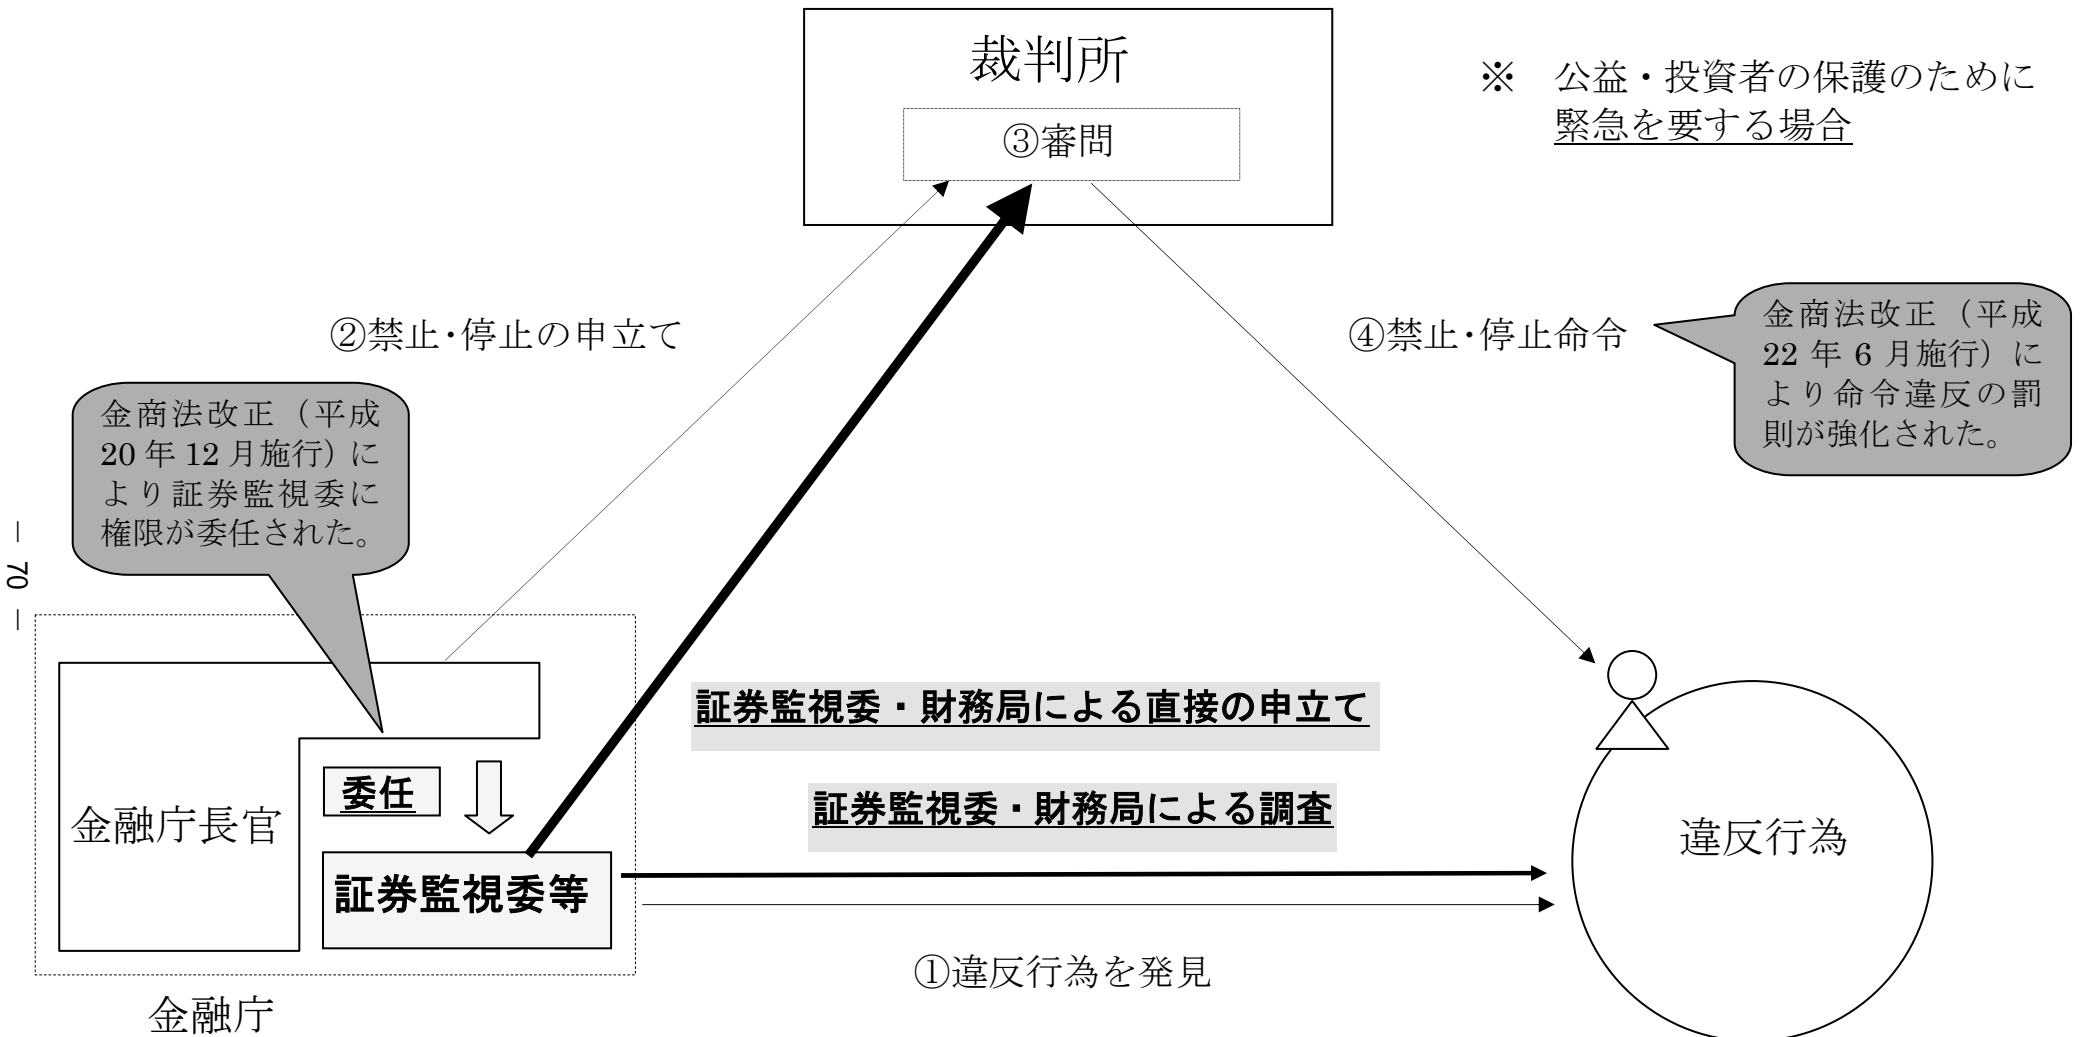 裁判所
③審問
※　公益・投資者の保護のために
緊急を要する場合
②禁止・停止の申立て
④禁止・停止命令
金商法改正（平成
22 年 6 月施行）に
より命令違反の罰
則が強化された。
金商法改正（平成
20 年 12 月施行）に
より証券監視委に
権限が委任された。
－ 70 －
証券監視委・財務局による直接の申立て
委任
証券監視委・財務局による調査
金融庁長官
違反行為
証券監視委等
①違反行為を発見
金融庁